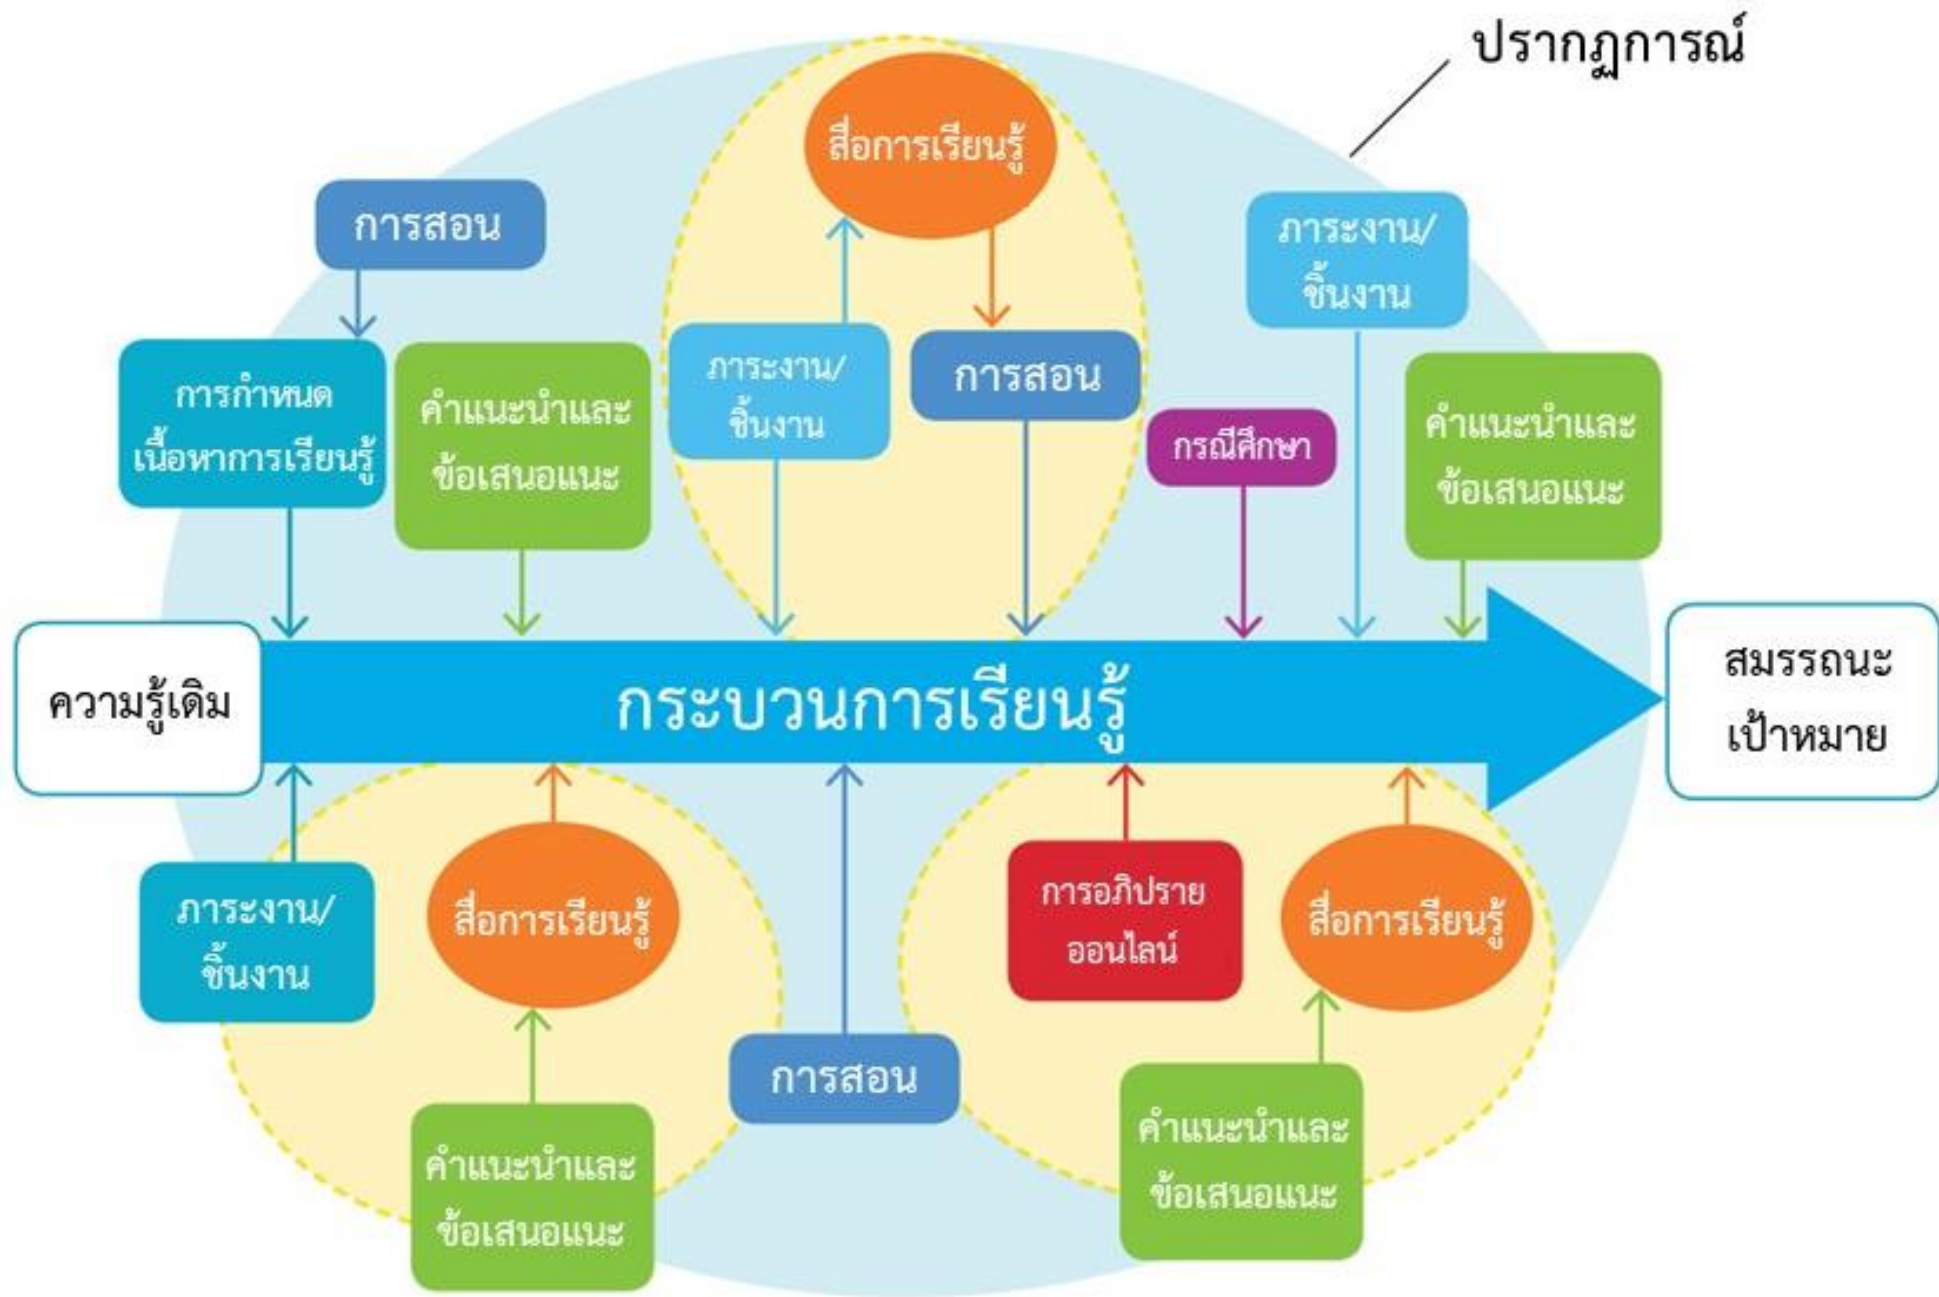 ปรากฏการณ์
สื่อการเรียนรู้
การสอน
ภาระงาน/
ชิ้นงาน
การกำหนด
เนื้อหาการเรียนรู้
คำแนะนำและ
ข้อเสนอแนะ
ภาระงาน/
ชิ้นงาน
การสอน
กรณีศึกษา
คำแนะนำและ
ข้อเสนอแนะ
ความรู้เดิม
กระบวนการเรียนรู้
สมรรถนะ
เป้าหมาย
ภาระงาน/
ชิ้นงาน
สื่อการเรียนรู้
การอภิปราย
ออนไลน์
สื่อการเรียนรู้
การสอน
คำแนะนำและ
ข้อเสนอแนะ
คำแนะนำและ
ข้อเสนอแนะ